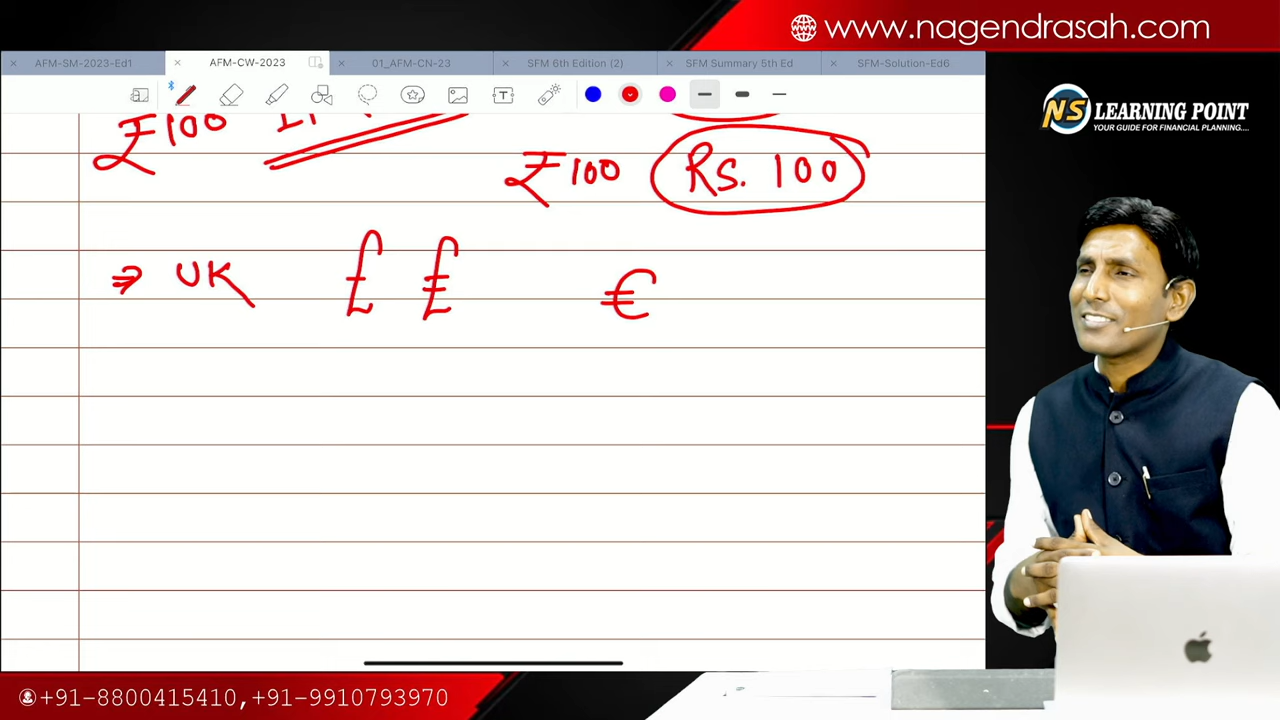 www.nagendrasah.com
AFM-SM-2023-Ed1
AFM-CW-2023
01_AFM-CN-23
SFM 6th Edition (2)
SFM Summary 5th Ed
SFM-Solution-Ed6
NS LEARNING POINT
YOUR GUIDE FOR FINANCIAL PLANNING....
₹100
₹100 Rs. 100
⇒ UK £ £ €
+91-8800415410,+91-9910793970